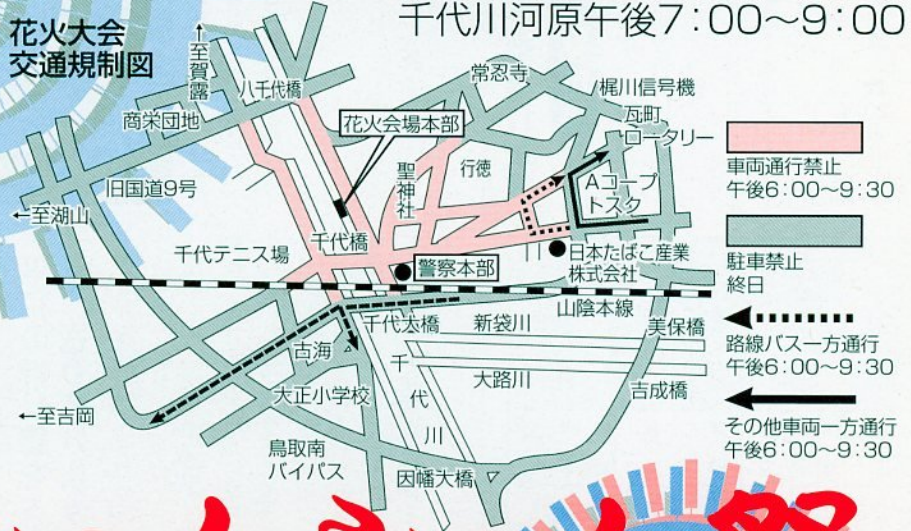 千代川河原午後7:00～9:00
花火大会
交通規制図
↑至賀露
八千代橋
常忍寺
梶川信号機
瓦町
ロータリー
商栄団地
花火会場本部
聖神社
行徳
Aコープ
トスク
旧国道9号
←至湖山
千代テニス場
千代橋
警察本部
日本たばこ産業
株式会社
山陰本線
千代大橋
新袋川
美保橋
古海
千代川
大路川
吉成橋
大正小学校
←至吉岡
鳥取南
バイパス
因幡大橋
車両通行禁止
午後6:00～9:30
駐車禁止
終日
路線バス一方通行
午後6:00～9:30
その他車両一方通行
午後6:00～9:30